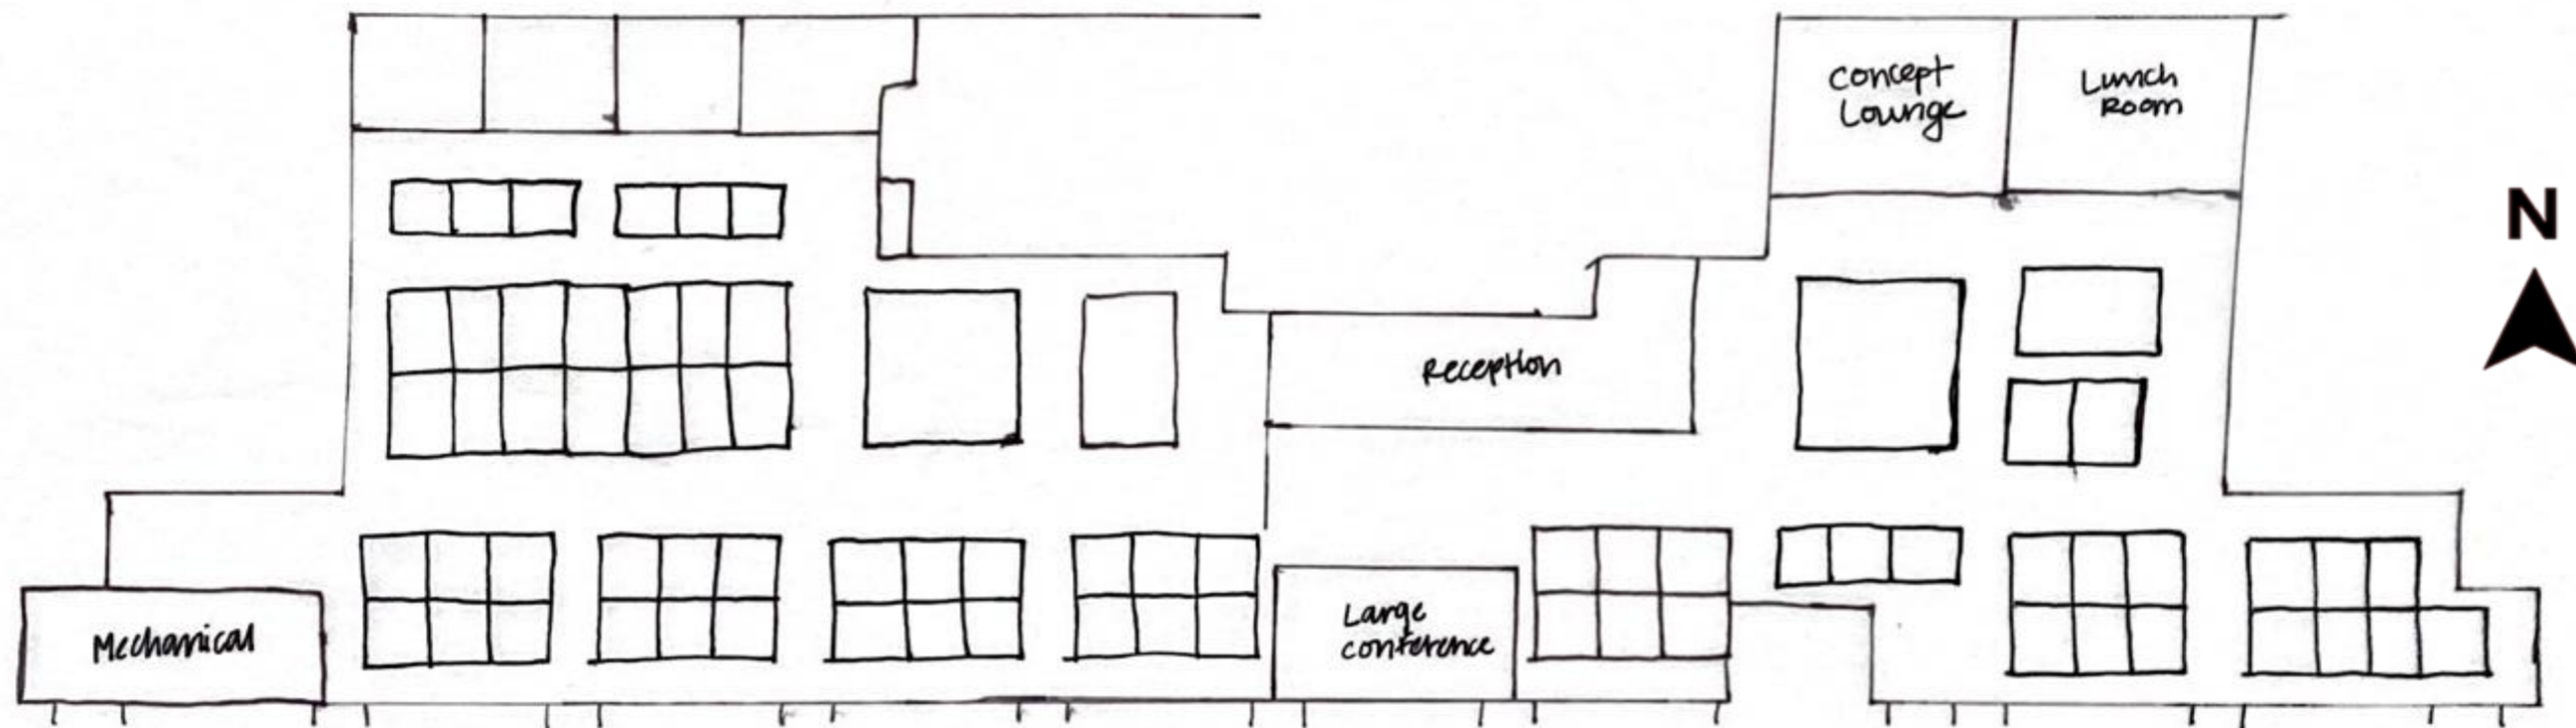 Concept
Lounge
Lunch
Room
N
Reception
Mechanical
Large
conference